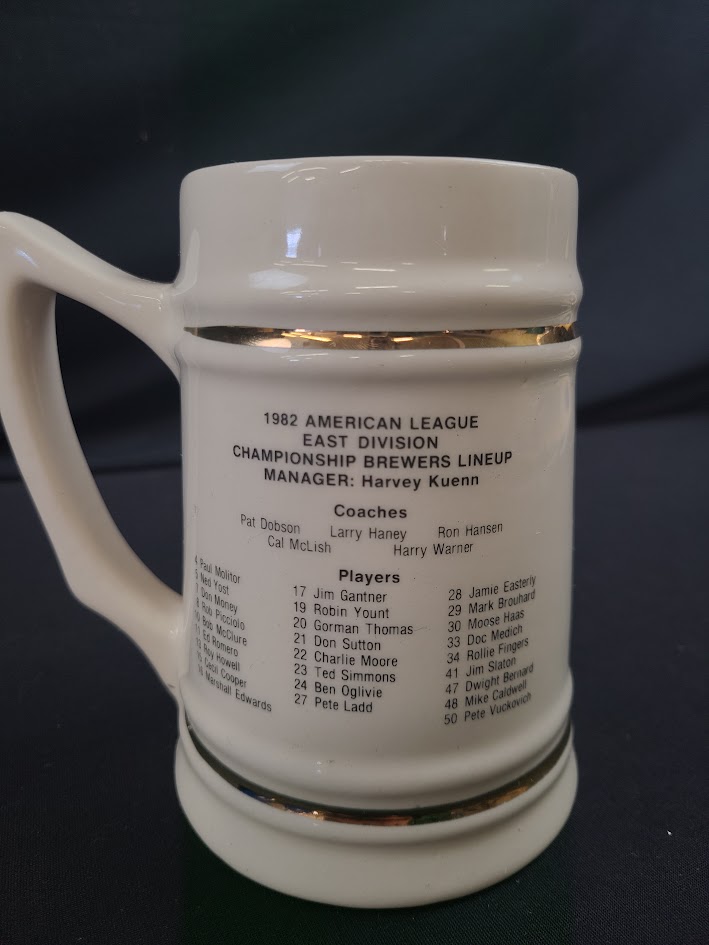 1982 AMERICAN LEAGUE
EAST DIVISION
CHAMPIONSHIP BREWERS LINEUP
MANAGER: Harvey Kuenn
Coaches
Pat Dobson Larry Haney Ron Hansen
Cal McLish Harry Warner
Players
4 Paul Molitor
Ned Yost
Don Money
Rob Picciolo
Bob McClure
Ed Romero
Roy Howell
Cecil Cooper
Marshall Edwards
17 Jim Gantner
19 Robin Yount
20 Gorman Thomas
21 Don Sutton
22 Charlie Moore
23 Ted Simmons
24 Ben Oglivie
27 Pete Ladd
28 Jamie Easterly
29 Mark Brouhard
30 Moose Haas
33 Doc Medich
34 Rollie Fingers
41 Jim Slaton
47 Dwight Bernard
48 Mike Caldwell
50 Pete Vuckovich